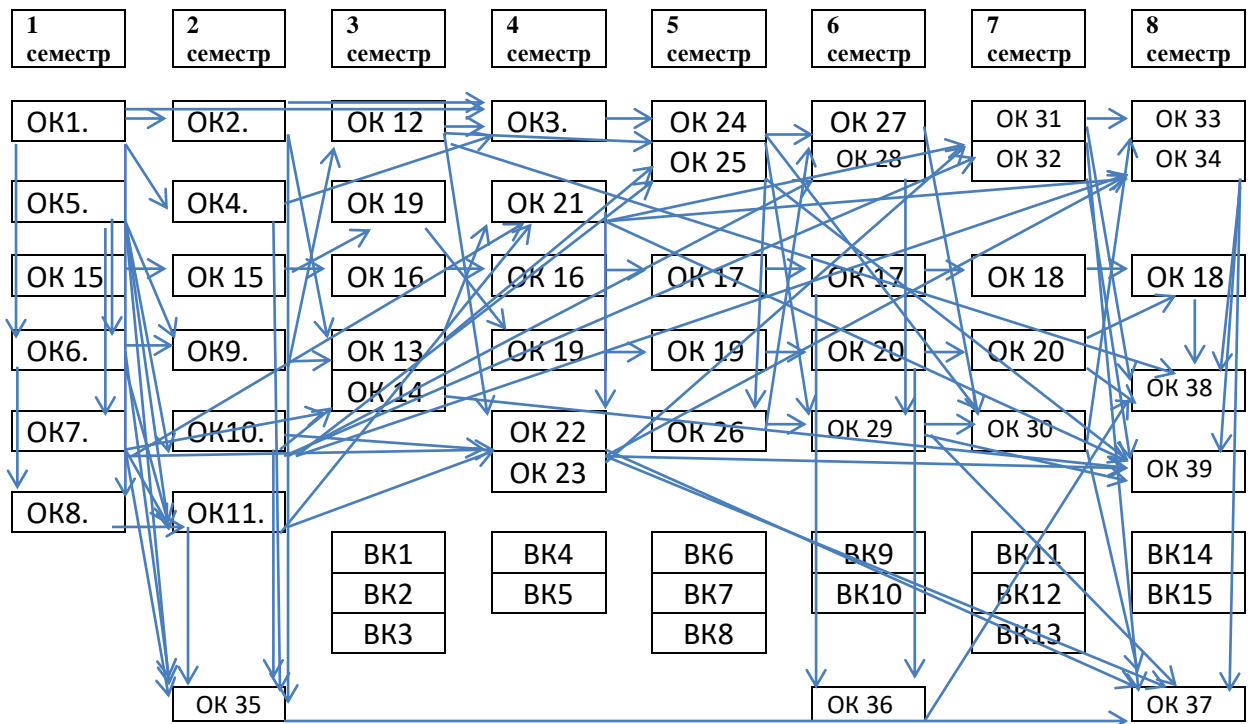 1 семестр
2 семестр
3 семестр
4 семестр
5 семестр
6 семестр
7 семестр
8 семестр
ОК1.
ОК2.
ОК 12
ОК3.
ОК 24
ОК 27
ОК 31
ОК 33
ОК 25
ОК 28
ОК 32
ОК 34
ОК5.
ОК4.
ОК 19
ОК 21
ОК 15
ОК 15
ОК 16
ОК 16
ОК 17
ОК 17
ОК 18
ОК 18
ОК6.
ОК9.
ОК 13
ОК 19
ОК 19
ОК 20
ОК 20
ОК 14
ОК 38
ОК7.
ОК10.
ОК 22
ОК 26
ОК 29
ОК 30
ОК 23
ОК 39
ОК8.
ОК11.
ВК1
ВК4
ВК6
ВК9
ВК11
ВК14
ВК2
ВК5
ВК7
ВК10
ВК12
ВК15
ВК3
ВК8
ВК13
ОК 35
ОК 36
ОК 37